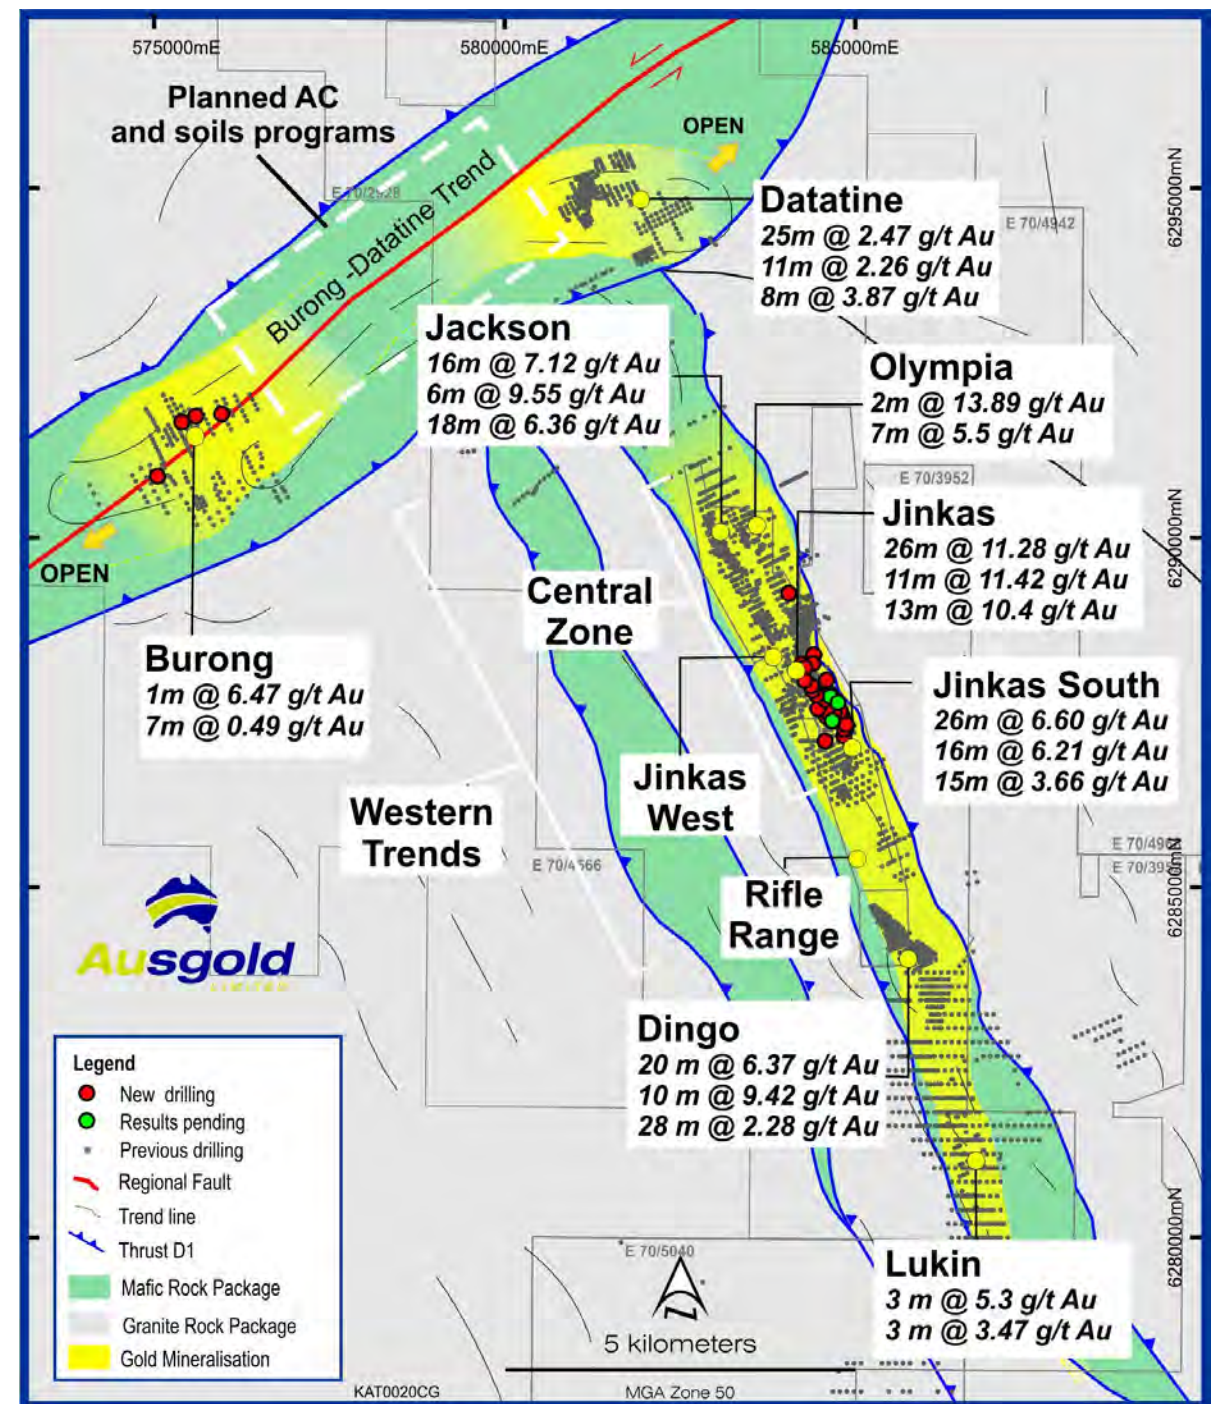 575000mE
580000mE
585000mE
Planned AC
and soils programs
OPEN
E 70/2928
Burong -Datatine Trend
6295000mN
E 70/4942
Datatine
25m @ 2.47 g/t Au
11m @ 2.26 g/t Au
8m @ 3.87 g/t Au
Jackson
16m @ 7.12 g/t Au
6m @ 9.55 g/t Au
18m @ 6.36 g/t Au
Olympia
2m @ 13.89 g/t Au
7m @ 5.5 g/t Au
E 70/3952
Jinkas
26m @ 11.28 g/t Au
11m @ 11.42 g/t Au
13m @ 10.4 g/t Au
6290000mN
OPEN
Central
Zone
Burong
1m @ 6.47 g/t Au
7m @ 0.49 g/t Au
Jinkas South
26m @ 6.60 g/t Au
16m @ 6.21 g/t Au
15m @ 3.66 g/t Au
Jinkas
West
Western
Trends
E 70/4566
E 70/395
6285000mN
Rifle
Range
Ausgold
LIMITED
Dingo
20 m @ 6.37 g/t Au
10 m @ 9.42 g/t Au
28 m @ 2.28 g/t Au
Legend
New drilling
Results pending
Previous drilling
Regional Fault
Trend line
Thrust D1
Mafic Rock Package
Granite Rock Package
Gold Mineralisation
E 70/5040
6280000mN
Lukin
3 m @ 5.3 g/t Au
3 m @ 3.47 g/t Au
N
5 kilometers
KAT0020CG
MGA Zone 50